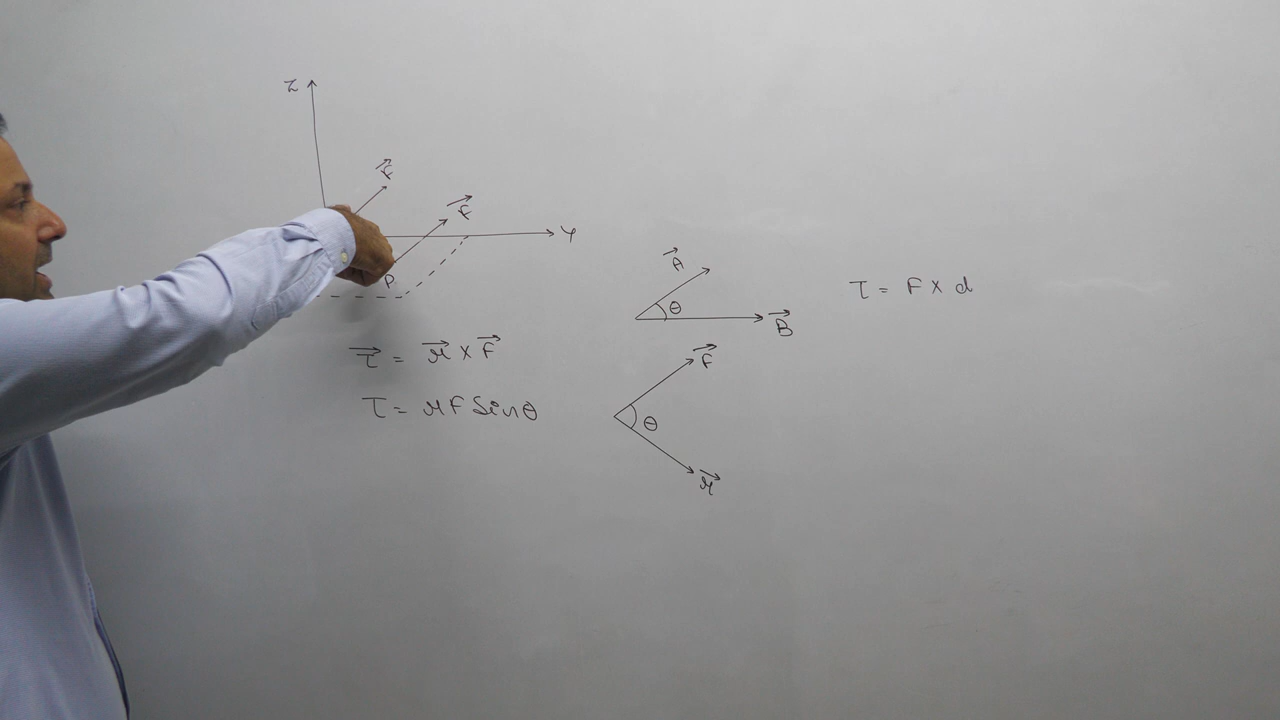 Z
F⃗
F⃗
Y
P
A⃗
θ
B⃗
τ = F × d
τ⃗ = r⃗ × F⃗
τ = rF Sinθ
F⃗
θ
r⃗